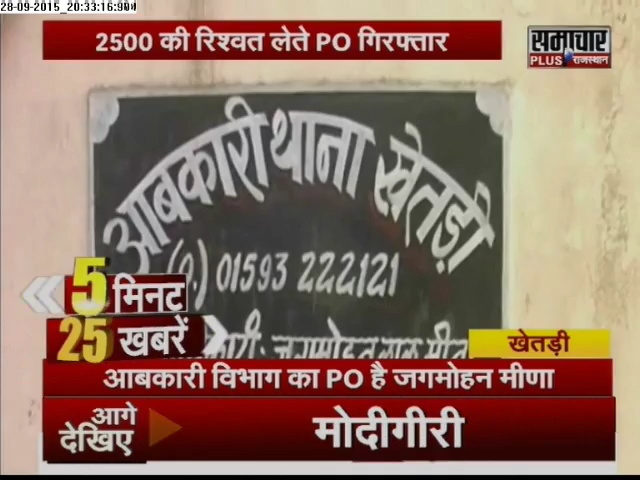 28-09-2015_20:33:16:90
2500 की रिश्वत लेते PO गिरफ्तार
समाचार
PLUS राजस्थान
आबकारी थाना खेतड़ी
(O.) 01593 222121
5 मिनट
25 खबरें
खेतड़ी
आबकारी विभाग का PO है जगमोहन मीणा
आगे
देखिए
मोदीगीरी